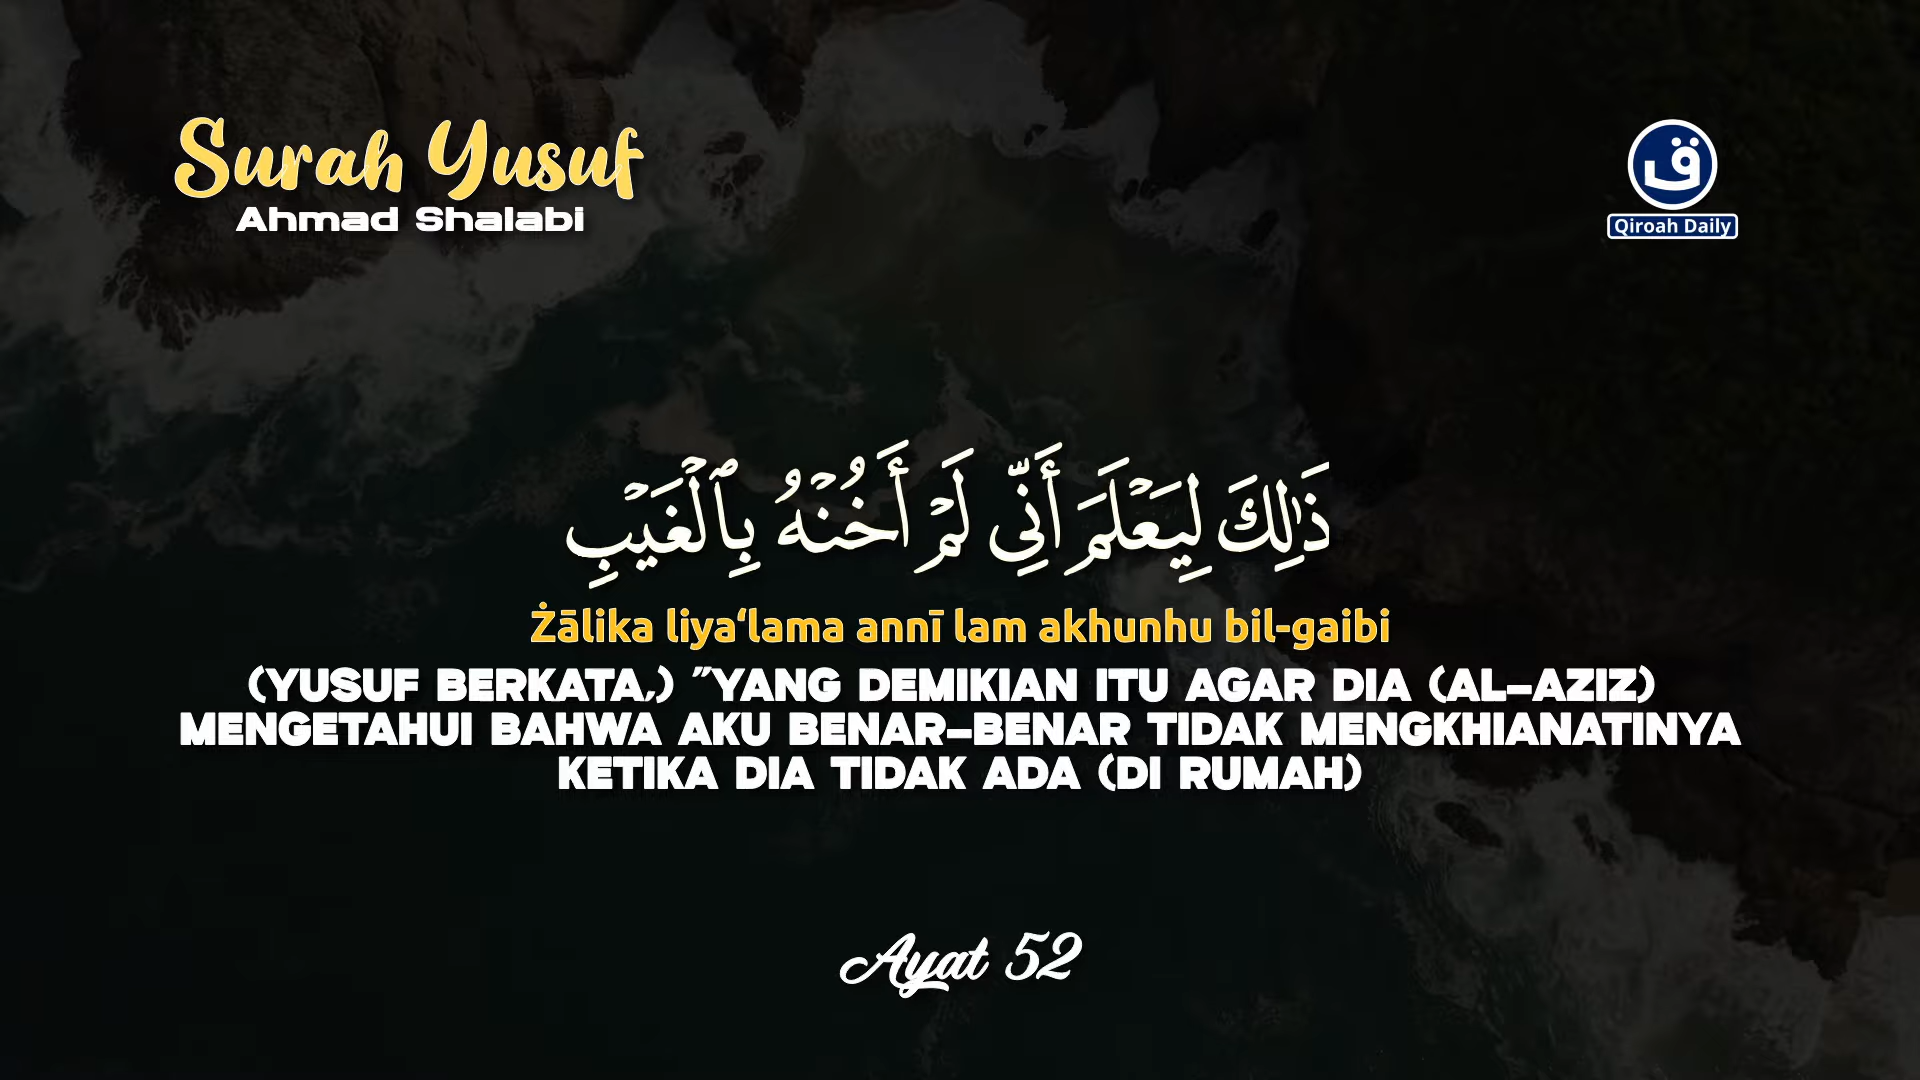 Surah Yusuf
Ahmad Shalabi
ق
Qiroah Daily
ذَٰلِكَ لِيَعْلَمَ أَنِّى لَمْ أَخُنْهُ بِٱلْغَيْبِ
Żālika liya‘lama annī lam akhunhu bil-gaibi
(YUSUF BERKATA,) "YANG DEMIKIAN ITU AGAR DIA (AL-AZIZ)
MENGETAHUI BAHWA AKU BENAR-BENAR TIDAK MENGKHIANATINYA
KETIKA DIA TIDAK ADA (DI RUMAH)
Ayat 52